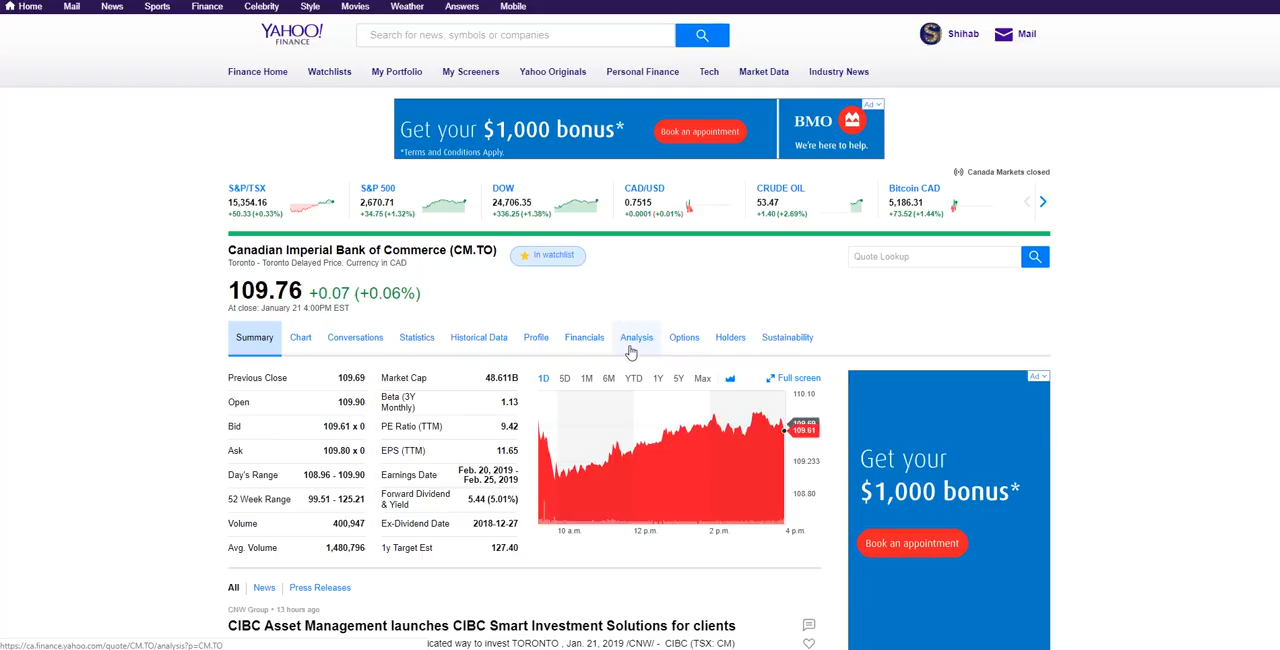 Home Mail News Sports Finance Celebrity Style Movies Weather Answers Mobile
YAHOO!
FINANCE
Search for news, symbols or companies
Shihab
Mail
Finance Home Watchlists My Portfolio My Screeners Yahoo Originals Personal Finance Tech Market Data Industry News
Ad
Get your $1,000 bonus*
Book an appointment
*Terms and Conditions Apply.
BMO
We're here to help.
Canada Markets closed
S&P/TSX
15,354.16
+50.33 (+0.33%)
S&P 500
2,670.71
+34.75 (+1.32%)
DOW
24,706.35
+336.25 (+1.38%)
CAD/USD
0.7515
+0.0001 (+0.01%)
CRUDE OIL
53.47
+1.40 (+2.69%)
Bitcoin CAD
5,186.31
+73.52 (+1.44%)
Canadian Imperial Bank of Commerce (CM.TO)
Toronto - Toronto Delayed Price. Currency in CAD
In watchlist
Quote Lookup
109.76 +0.07 (+0.06%)
At close: January 21 4:00PM EST
Summary Chart Conversations Statistics Historical Data Profile Financials Analysis Options Holders Sustainability
Previous Close 109.69
Open 109.90
Bid 109.61 x 0
Ask 109.80 x 0
Day's Range 108.96 - 109.90
52 Week Range 99.51 - 125.21
Volume 400,947
Avg. Volume 1,480,796
Market Cap 48.611B
Beta (3Y
Monthly) 1.13
PE Ratio (TTM) 9.42
EPS (TTM) 11.65
Earnings Date Feb. 20, 2019 -
Feb. 25, 2019
Forward Dividend
& Yield 5.44 (5.01%)
Ex-Dividend Date 2018-12-27
1y Target Est 127.40
1D 5D 1M 6M YTD 1Y 5Y Max
Full screen
110.10
109.69
109.61
109.233
108.80
10 a.m. 12 p.m. 2 p.m. 4 p.m.
Ad
Get your
$1,000 bonus*
Book an appointment
All News Press Releases
CNW Group • 13 hours ago
CIBC Asset Management launches CIBC Smart Investment Solutions for clients
icated way to invest TORONTO , Jan. 21, 2019 /CNW/ - CIBC (TSX: CM)
https://ca.finance.yahoo.com/quote/CM.TO/analysis?p=CM.TO